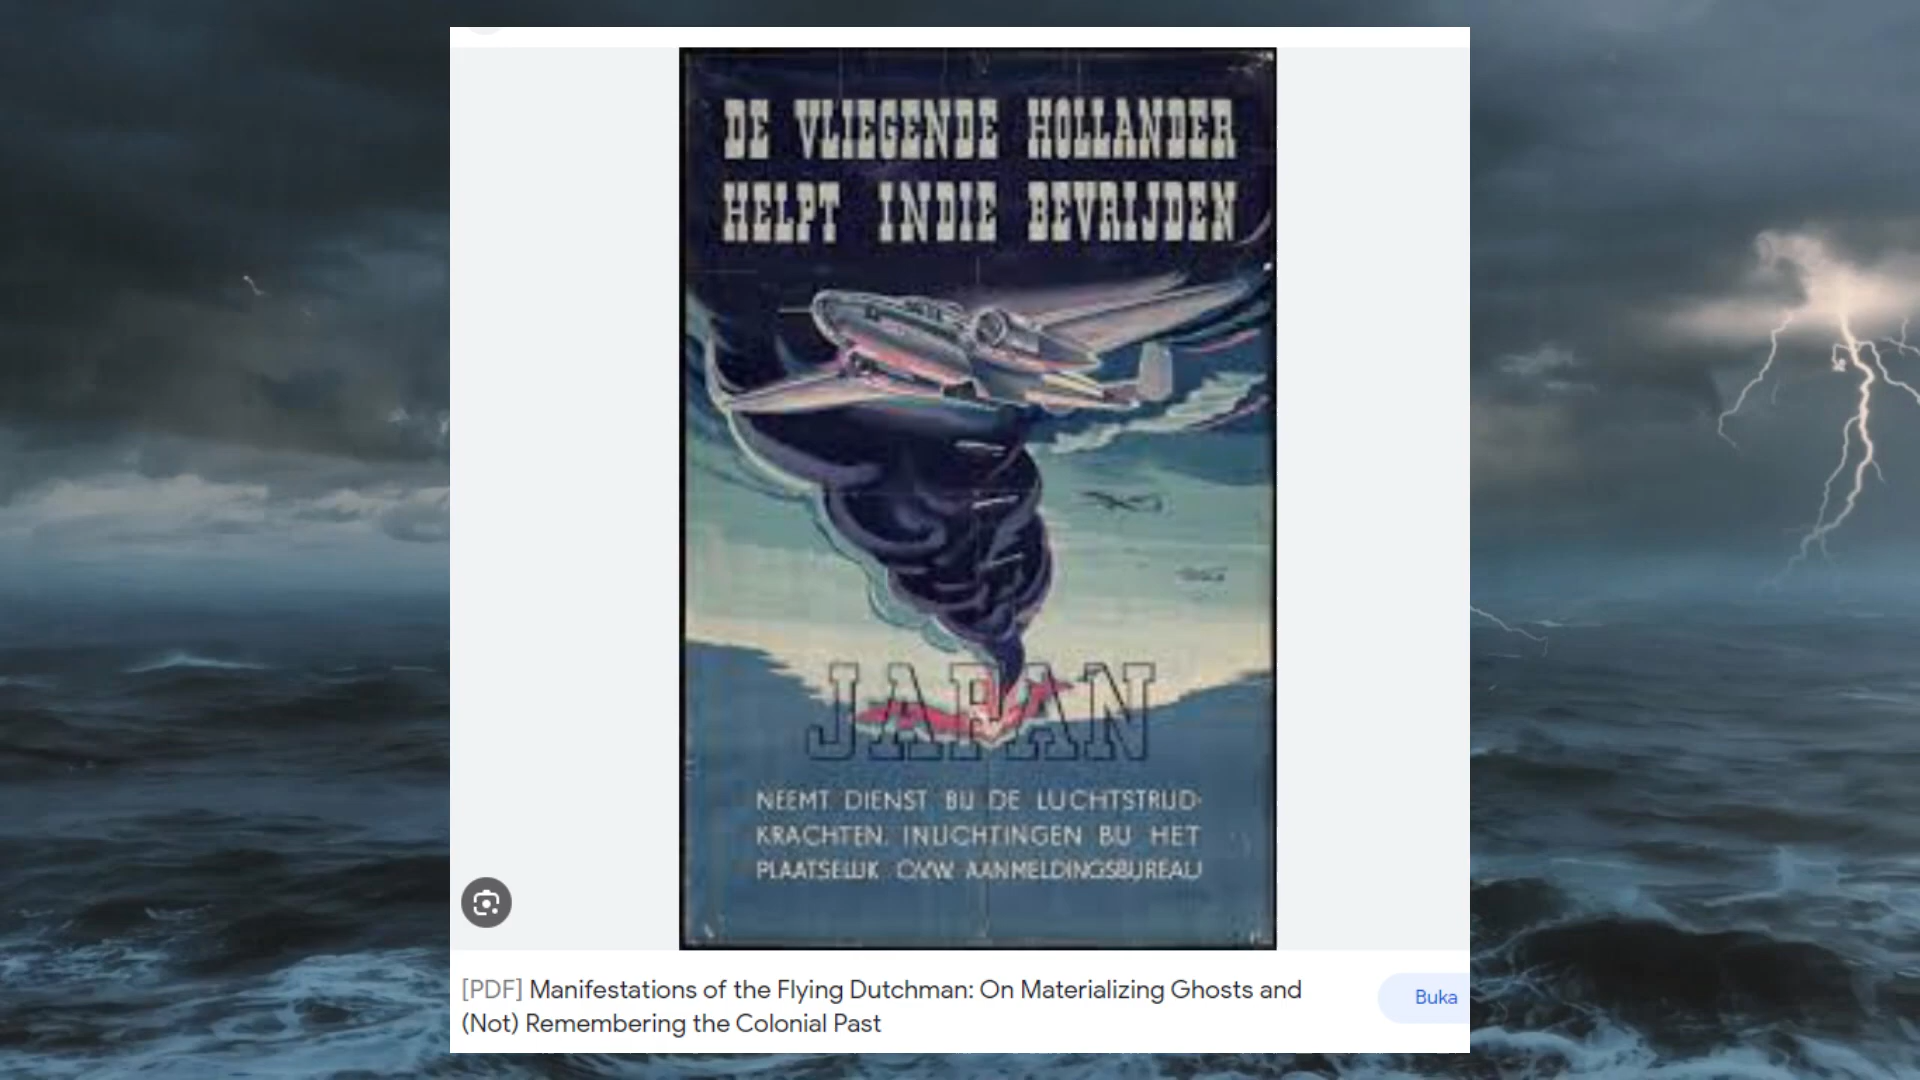 DE VLIEGENDE HOLLANDER
HELPT INDIE BEVRIJDEN
JAPAN
NEEMT DIENST BIJ DE LUCHTSTRIJD-
KRACHTEN. INLICHTINGEN BIJ HET
PLAATSELIJK O.V.W. AANMELDINGSBUREAU
[PDF] Manifestations of the Flying Dutchman: On Materializing Ghosts and
(Not) Remembering the Colonial Past
Buka